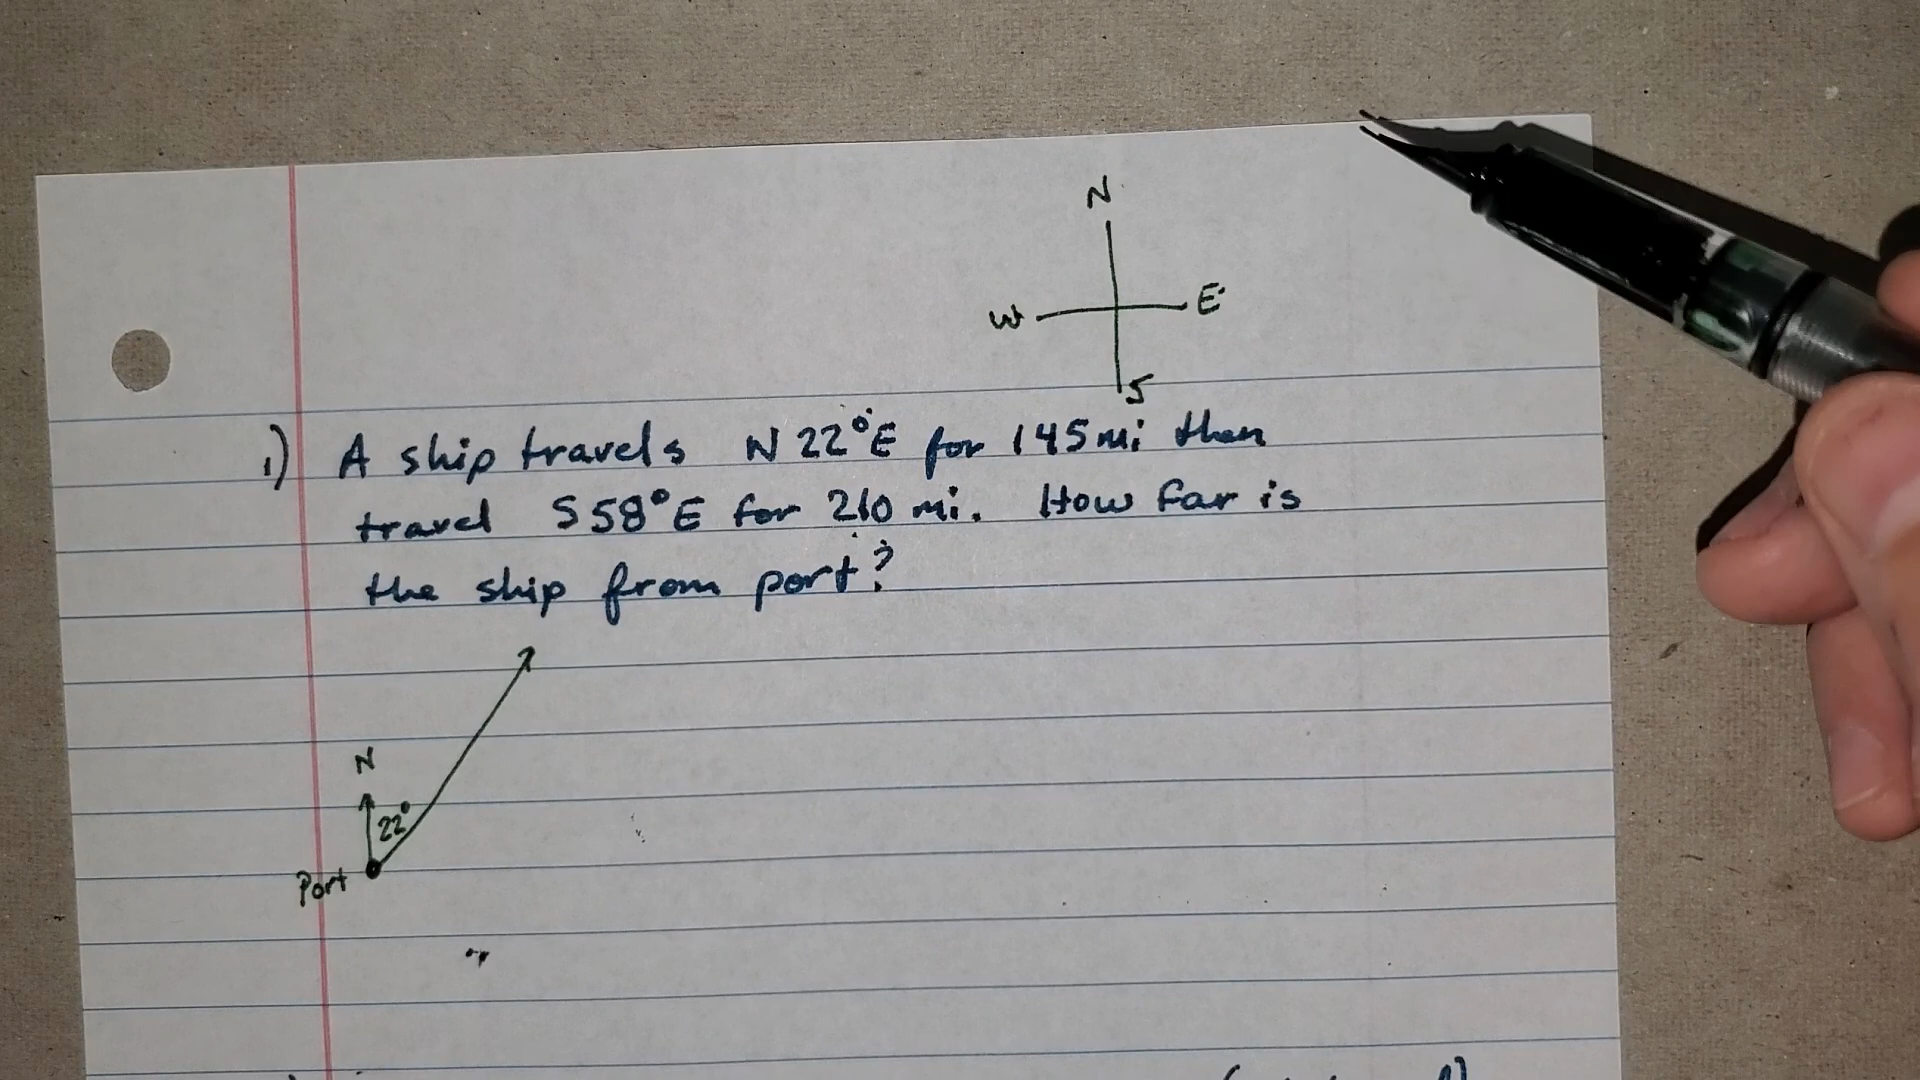 N
W E
S
1) A ship travels N 22° E for 145 mi then
travel S 58° E for 210 mi. How far is
the ship from port?
N
22°
Port